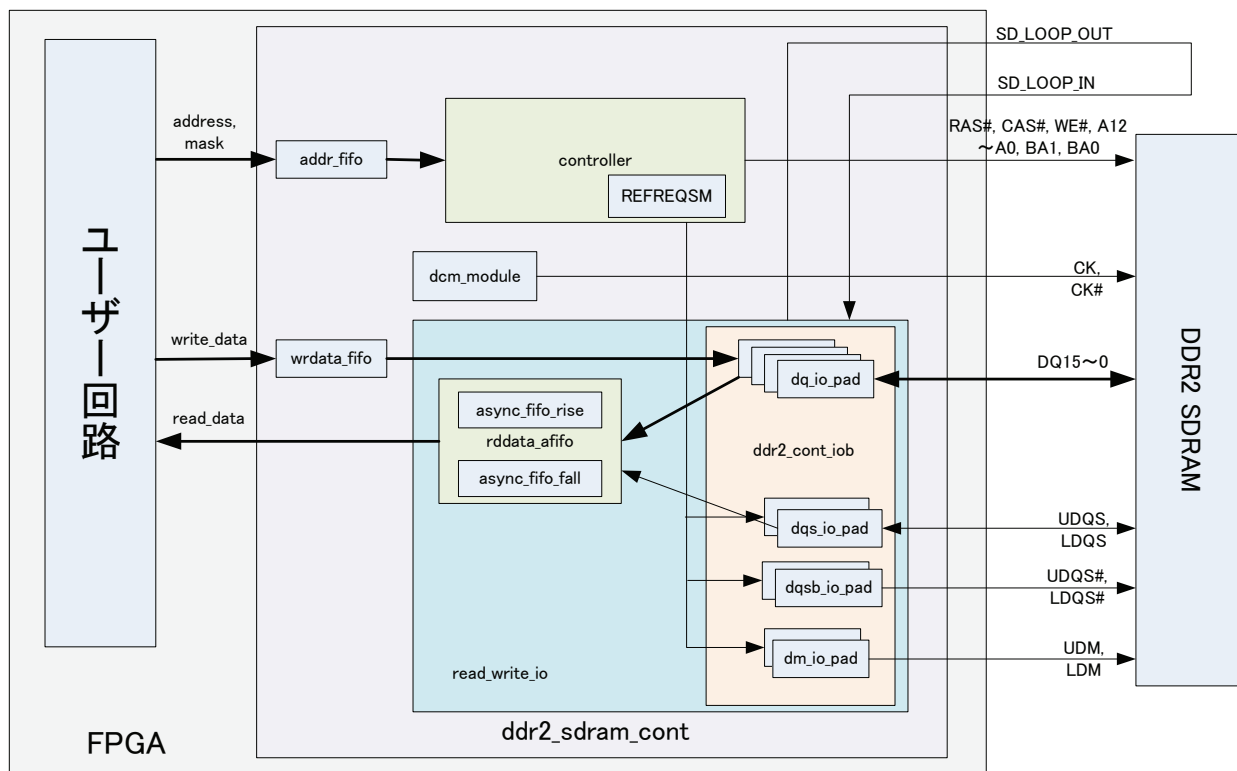 SD_LOOP_OUT
SD_LOOP_IN
RAS#, CAS#, WE#, A12
～A0, BA1, BA0
address,
mask
addr_fifo
controller
REFREQSM
dcm_module
CK,
CK#
ユーザー回路
write_data
wrdata_fifo
dq_io_pad
DQ15～0
DDR2 SDRAM
read_data
async_fifo_rise
rddata_afifo
async_fifo_fall
ddr2_cont_iob
dqs_io_pad
UDQS,
LDQS
dqsb_io_pad
UDQS#,
LDQS#
dm_io_pad
UDM,
LDM
read_write_io
ddr2_sdram_cont
FPGA